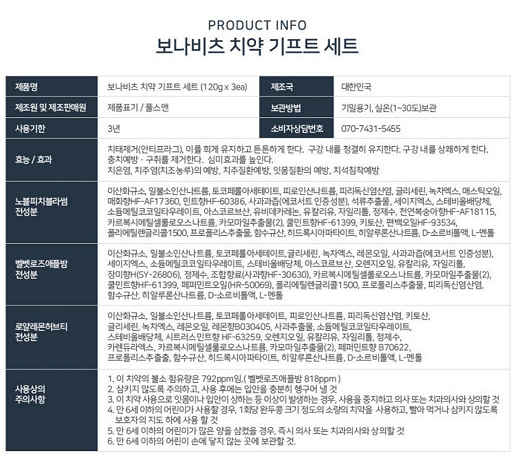 PRODUCT INFO
보나비츠 치약 기프트 세트
제품명 보나비츠 치약 기프트 세트 (120g x 3ea) 제조국 대한민국
제조원 및 제조판매원 제품표기 / 풀스앤 보관방법 기밀용기, 실온(1~30도)보관
사용기한 3년 소비자상담번호 070-7431-5455
효능 / 효과
치태제거(안티프라그), 이를 희게 유지하고 튼튼하게 한다. 구강 내를 청결히 유지한다. 구강 내를 상쾌하게 한다.
충치예방 · 구취를 제거한다. 심미효과를 높인다.
치은염, 치주염(치조농루)의 예방, 치주질환예방, 잇몸질환의 예방, 치석침착예방
노블피치블라썸
전성분
이산화규소, 일불소인산나트륨, 토코페롤아세테이트, 피로인산나트륨, 피리독신염산염, 글리세린, 녹차엑스, 매스틱오일,
매화향HF-AF17360, 민트향HF-60386, 사과과즙(에코서트 인증성분), 석류추출물, 세이지엑스, 스테비올배당체,
소듐메틸코코일타우레이트, 아스코르브산, 유비데카레논, 유칼리유, 자일리톨, 정제수, 천연복숭아향HF-AF18115,
카르복시메틸셀룰로오스나트륨, 카모마일추출물(2), 쿨민트향HF-61399, 키토산, 편백오일HF-93534,
폴리에틸렌글리콜1500, 프로폴리스추출물, 함수규산, 히드록시아파타이트, 히알루론산나트륨, D-소르비톨액, L-멘톨
벨벳로즈애플밤
전성분
이산화규소, 일불소인산나트륨, 토코페롤아세테이트, 글리세린, 녹차엑스, 레몬오일, 사과과즙(에코서트 인증성분),
세이지엑스, 소듐메틸코코일타우레이트, 스테비올배당체, 아스코르브산, 오렌지오일, 유칼리유, 자일리톨,
장미향H(SY-26806), 정제수, 조합향료(사과향HF-30630), 카르복시메틸셀룰로오스나트륨, 카모마일추출물(2),
쿨민트향HF-61399, 페퍼민트오일(HR-50069), 폴리에틸렌글리콜1500, 프로폴리스추출물, 피리독신염산염,
함수규산, 히알루론산나트륨, D-소르비톨액, L-멘톨
로얄레몬허브티
전성분
이산화규소, 일불소인산나트륨, 토코페롤아세테이트, 피로인산나트륨, 피리독신염산염, 키토산,
글리세린, 녹차엑스, 레몬오일, 레몬향B030405, 사과추출물, 소듐메틸코코일타우레이트,
스테비올배당체, 시트러스민트향 HF-63259, 오렌지오일, 유칼리유, 자일리톨, 정제수,
카렌듈라엑스, 카르복시메틸셀룰로오스나트륨, 카모마일추출물(2), 페퍼민트향 B70622,
프로폴리스추출물, 함수규산, 히드록시아파타이트, 히알루론산나트륨, D-소르비톨액, L-멘톨
사용상의
주의사항
1. 이 치약의 불소 함유량은 792ppm임.( 벨벳로즈애플밤 818ppm )
2. 삼키지 않도록 주의하고, 사용 후에는 입안을 충분히 헹구어 낼 것
3. 이 치약 사용으로 잇몸이나 입안이 상하는 등 이상이 발생하는 경우, 사용을 중지하고 의사 또는 치과의사와 상의할 것
4. 만 6세 이하의 어린이가 사용할 경우, 1회당 완두콩 크기 정도의 소량의 치약을 사용하고, 빨아 먹거나 삼키지 않도록
보호자의 지도 하에 사용 할 것
5. 만 6세 이하의 어린이가 많은 양을 삼켰을 경우, 즉시 의사 또는 치과의사와 상의할 것
6. 만 6세 이하의 어린이 손에 닿지 않는 곳에 보관할 것.